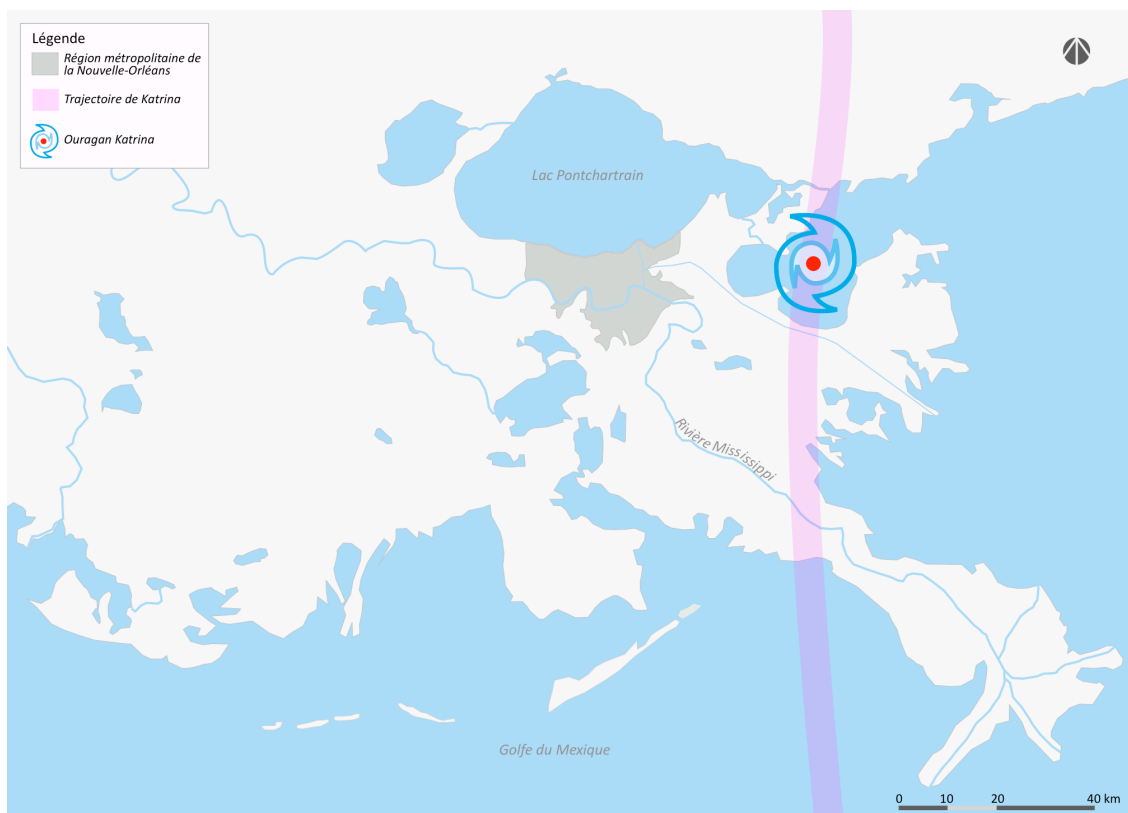 Légende
Région métropolitaine de
la Nouvelle-Orléans
Trajectoire de Katrina
Ouragan Katrina
Lac Pontchartrain
Rivière Mississippi
Golfe du Mexique
0 10 20 40 km